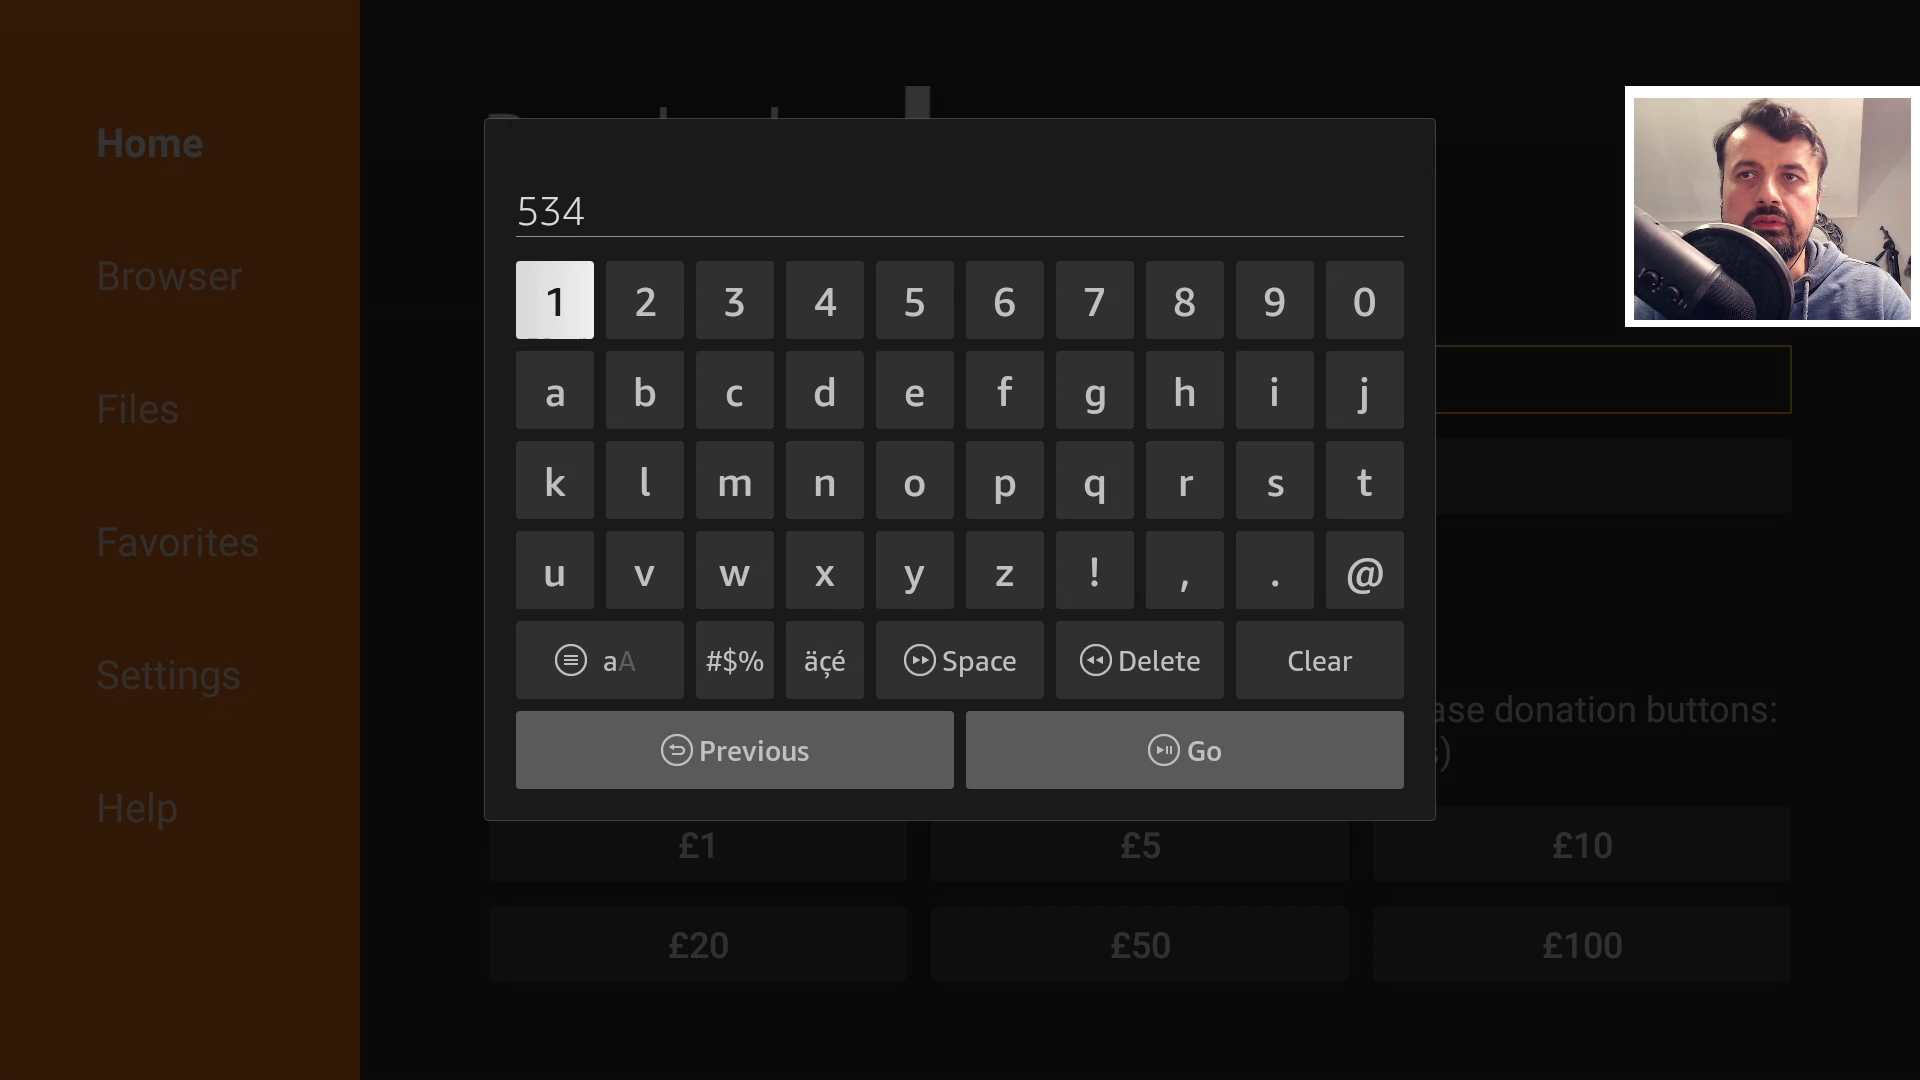 Home
Browser
Files
Favorites
Settings
Help
534
1 2 3 4 5 6 7 8 9 0
a b c d e f g h i j
k l m n o p q r s t
u v w x y z ! , . @
aA #$% äçé Space Delete Clear
Previous Go
donation buttons:
£1 £5 £10
£20 £50 £100